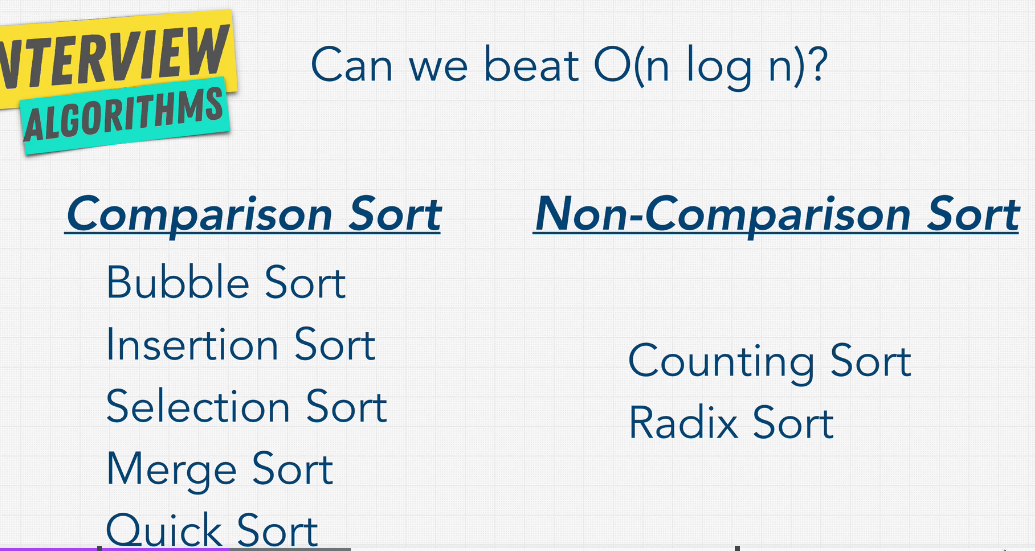 NTERVIEW
ALGORITHMS
Can we beat O(n log n)?
Comparison Sort
Bubble Sort
Insertion Sort
Selection Sort
Merge Sort
Quick Sort
Non-Comparison Sort
Counting Sort
Radix Sort